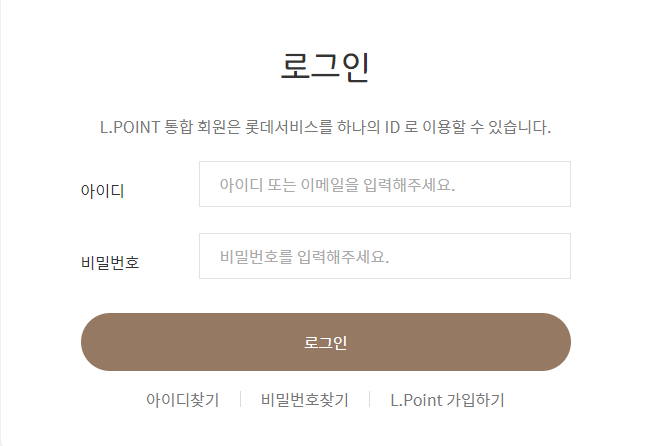 로그인
L.POINT 통합 회원은 롯데서비스를 하나의 ID 로 이용할 수 있습니다.
아이디 아이디 또는 이메일을 입력해주세요.
비밀번호 비밀번호를 입력해주세요.
로그인
아이디찾기 비밀번호찾기 L.Point 가입하기